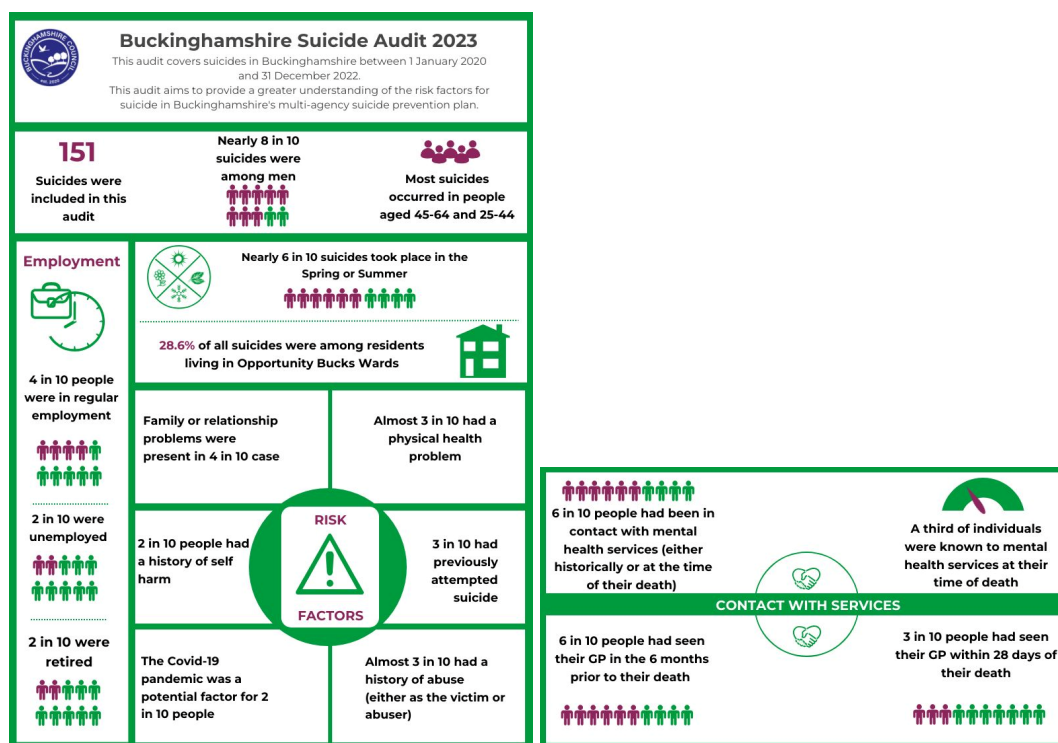 BUCKINGHAMSHIRE COUNCIL
EST. 2020
Buckinghamshire Suicide Audit 2023
This audit covers suicides in Buckinghamshire between 1 January 2020
and 31 December 2022.
This audit aims to provide a greater understanding of the risk factors for
suicide in Buckinghamshire's multi-agency suicide prevention plan.
151
Suicides were
included in this
audit
Nearly 8 in 10
suicides were
among men
Most suicides
occurred in people
aged 45-64 and 25-44
Employment
4 in 10 people
were in regular
employment
2 in 10 were
unemployed
2 in 10 were
retired
Nearly 6 in 10 suicides took place in the
Spring or Summer
28.6% of all suicides were among residents
living in Opportunity Bucks Wards
Family or relationship
problems were
present in 4 in 10 case
Almost 3 in 10 had a
physical health
problem
2 in 10 people had
a history of self
harm
RISK
FACTORS
3 in 10 had
previously
attempted
suicide
The Covid-19
pandemic was a
potential factor for 2
in 10 people
Almost 3 in 10 had a
history of abuse
(either as the victim or
abuser)
6 in 10 people had been in
contact with mental
health services (either
historically or at the time
of their death)
A third of individuals
were known to mental
health services at their
time of death
CONTACT WITH SERVICES
6 in 10 people had seen
their GP in the 6 months
prior to their death
3 in 10 people had seen
their GP within 28 days of
their death